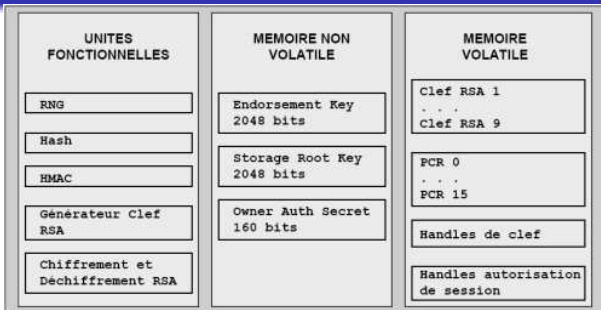 UNITES
FONCTIONNELLES
RNG
Hash
HMAC
Générateur Clef
RSA
Chiffrement et
Déchiffrement RSA
MEMOIRE NON
VOLATILE
Endorsement Key
2048 bits
Storage Root Key
2048 bits
Owner Auth Secret
160 bits
MEMOIRE
VOLATILE
Clef RSA 1
. . .
Clef RSA 9
PCR 0
. . .
PCR 15
Handles de clef
Handles autorisation
de session